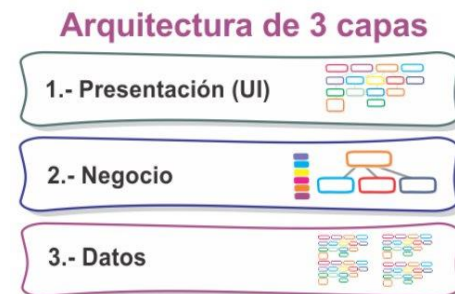 Arquitectura de 3 capas
1.- Presentación (UI)
2.- Negocio
3.- Datos